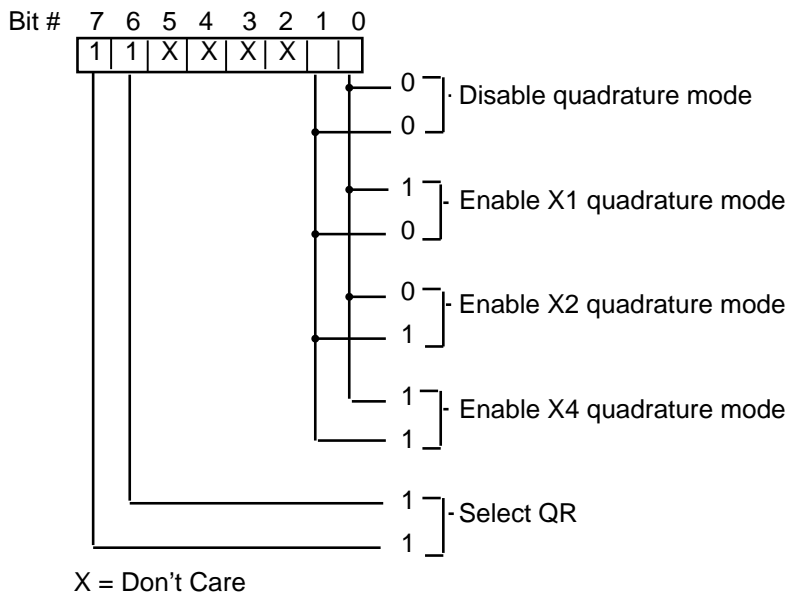 Bit # 7 6 5 4 3 2 1 0
1 1 X X X X
0
Disable quadrature mode
0
1
Enable X1 quadrature mode
0
0
Enable X2 quadrature mode
1
1
Enable X4 quadrature mode
1
1
Select QR
1
X = Don't Care